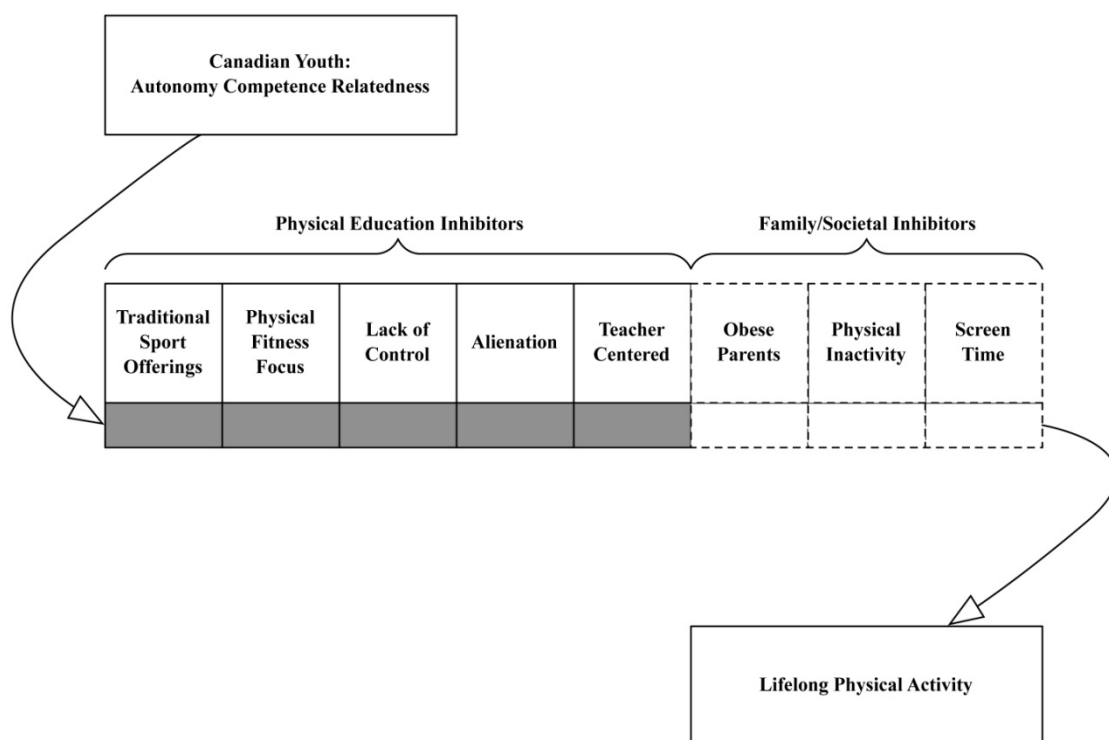 Canadian Youth:
Autonomy Competence Relatedness
Physical Education Inhibitors
Family/Societal Inhibitors
Traditional
Sport
Offerings
Physical
Fitness
Focus
Lack of
Control
Alienation
Teacher
Centered
Obese
Parents
Physical
Inactivity
Screen
Time
Lifelong Physical Activity